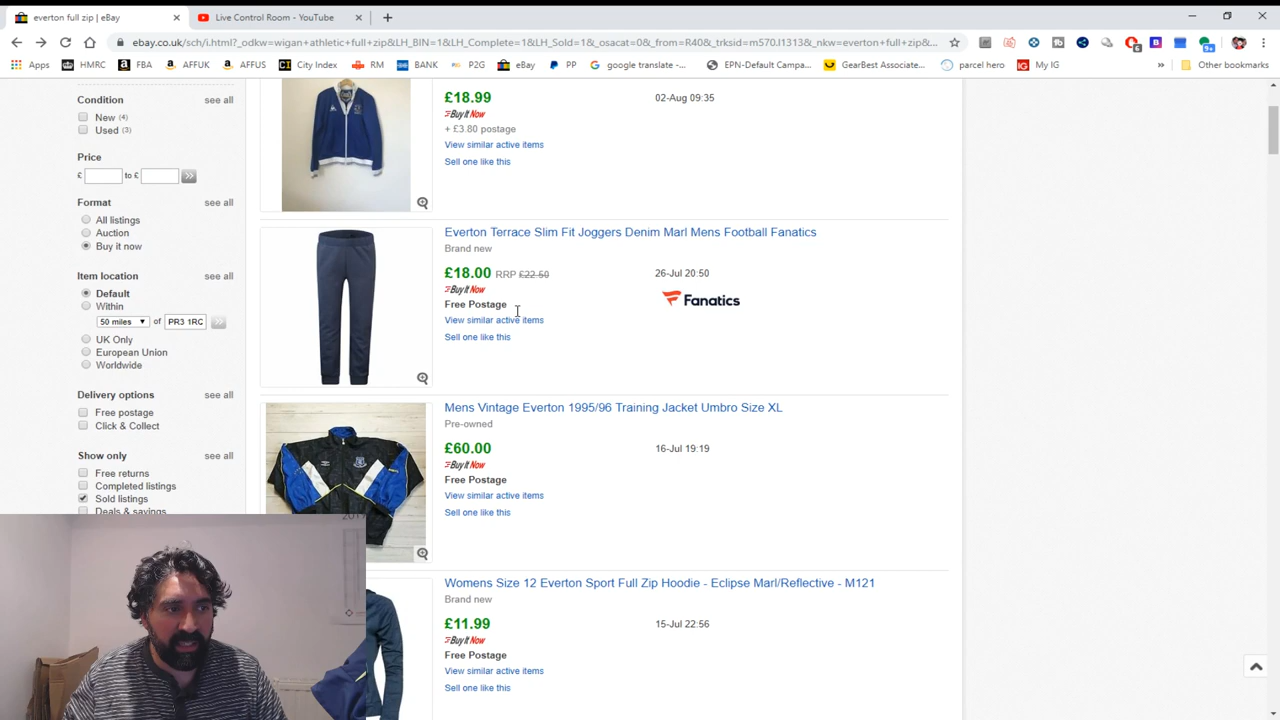 everton full zip | eBay
Live Control Room - YouTube
ebay.co.uk/sch/i.html?_odkw=wigan+athletic+full+zip&LH_BIN=1&LH_Complete=1&LH_Sold=1&_osacat=0&_from=R40&_trksid=m570.l1313&_nkw=everton+full+zip&...
Apps HMRC FBA AFFUK AFFUS City Index RM BANK P2G eBay PP google translate -... EPN-Default Campa... GearBest Associate... parcel hero My IG » Other bookmarks
Condition see all
New (4)
Used (3)
Price
£ to £
Format see all
All listings
Auction
Buy it now
Item location see all
Default
Within
50 miles of PR3 1RC
UK Only
European Union
Worldwide
Delivery options see all
Free postage
Click & Collect
Show only see all
Free returns
Completed listings
Sold listings
Deals & savings
£18.99 02-Aug 09:35
Buy It Now
+ £3.80 postage
View similar active items
Sell one like this
Everton Terrace Slim Fit Joggers Denim Marl Mens Football Fanatics
Brand new
£18.00 RRP £22.50 26-Jul 20:50
Buy It Now
Fanatics
Free Postage
View similar active items
Sell one like this
Mens Vintage Everton 1995/96 Training Jacket Umbro Size XL
Pre-owned
£60.00 16-Jul 19:19
Buy It Now
Free Postage
View similar active items
Sell one like this
Womens Size 12 Everton Sport Full Zip Hoodie - Eclipse Marl/Reflective - M121
Brand new
£11.99 15-Jul 22:56
Buy It Now
Free Postage
View similar active items
Sell one like this